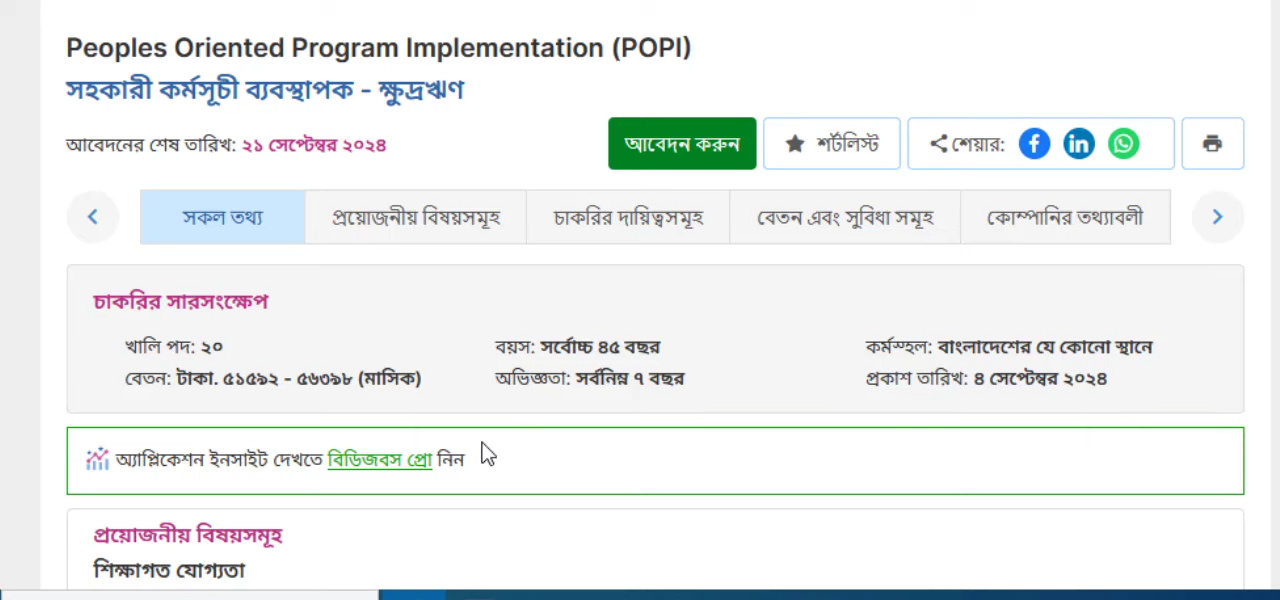 Peoples Oriented Program Implementation (POPI)
সহকারী কর্মসূচী ব্যবস্থাপক - ক্ষুদ্রঋণ
আবেদনের শেষ তারিখ: ২১ সেপ্টেম্বর ২০২৪ আবেদন করুন শর্টলিস্ট শেয়ার:
সকল তথ্য প্রয়োজনীয় বিষয়সমূহ চাকরির দায়িত্বসমূহ বেতন এবং সুবিধা সমূহ কোম্পানির তথ্যাবলী
চাকরির সারসংক্ষেপ
খালি পদ: ২০ বয়স: সর্বোচ্চ ৪৫ বছর কর্মস্হল: বাংলাদেশের যে কোনো স্থানে
বেতন: টাকা. ৫১৫৯২ - ৫৬৩৯৮ (মাসিক) অভিজ্ঞতা: সর্বনিম্ন ৭ বছর প্রকাশ তারিখ: ৪ সেপ্টেম্বর ২০২৪
অ্যাপ্লিকেশন ইনসাইট দেখতে বিডিজবস প্রো নিন
প্রয়োজনীয় বিষয়সমূহ
শিক্ষাগত যোগ্যতা